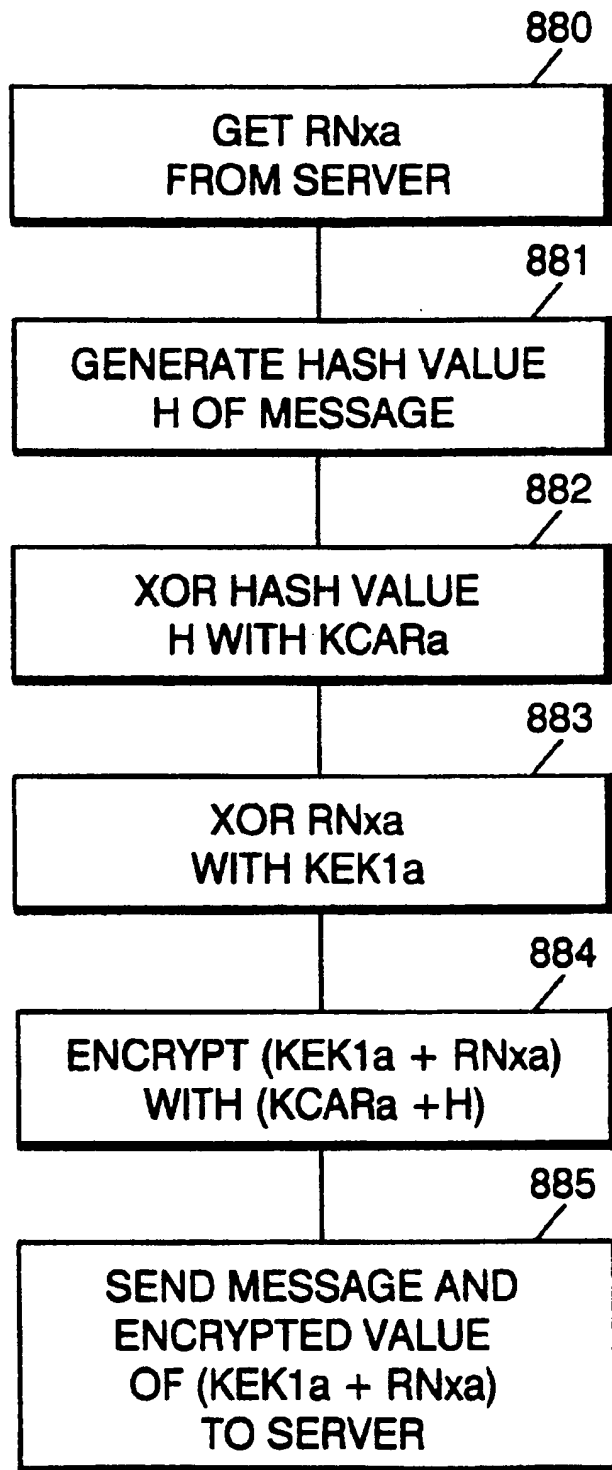 880
GET RNxa
FROM SERVER
881
GENERATE HASH VALUE
H OF MESSAGE
882
XOR HASH VALUE
H WITH KCARa
883
XOR RNxa
WITH KEK1a
884
ENCRYPT (KEK1a + RNxa)
WITH (KCARa +H)
885
SEND MESSAGE AND
ENCRYPTED VALUE
OF (KEK1a + RNxa)
TO SERVER